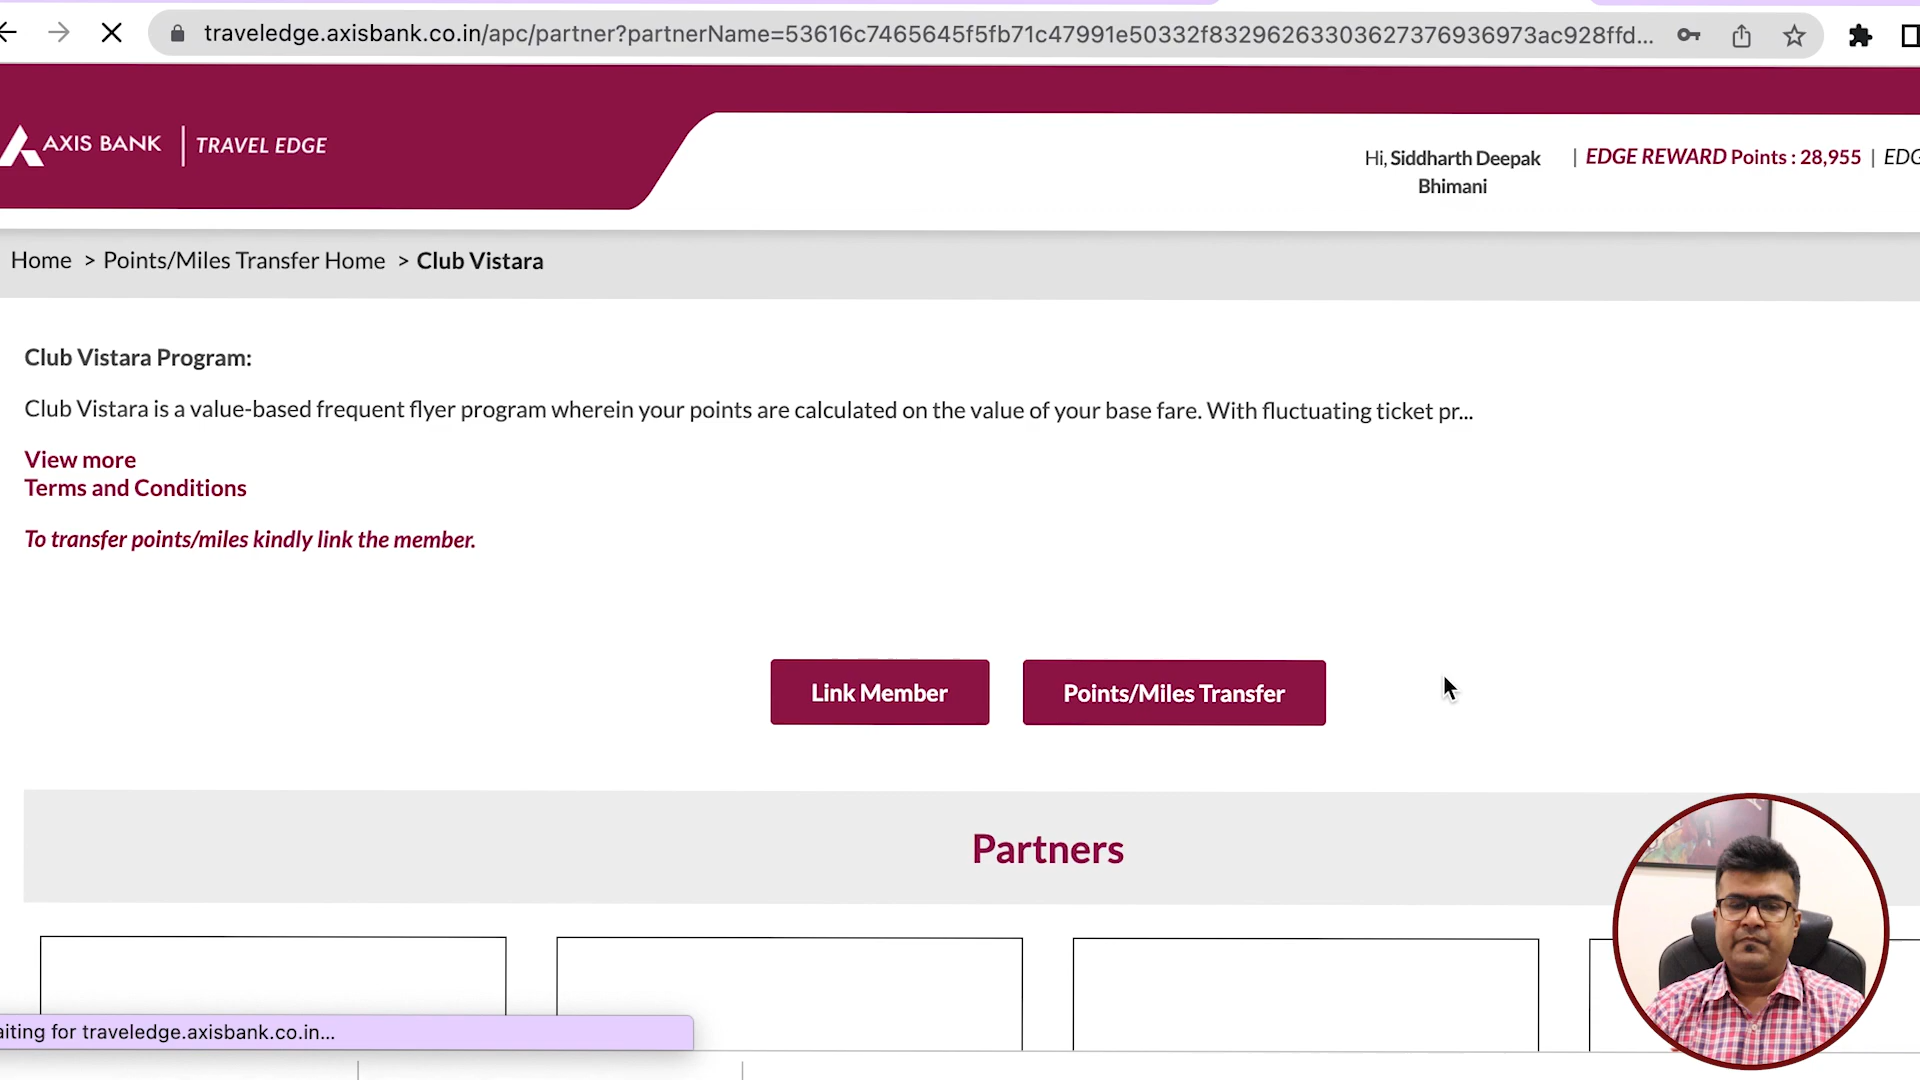 traveledge.axisbank.co.in/apc/partner?partnerName=53616c7465645f5fb71c47991e50332f83296263303627376936973ac928ffd...
AXIS BANK | TRAVEL EDGE
Hi, Siddharth Deepak Bhimani
| EDGE REWARD Points : 28,955 | EDG
Home > Points/Miles Transfer Home > Club Vistara
Club Vistara Program:
Club Vistara is a value-based frequent flyer program wherein your points are calculated on the value of your base fare. With fluctuating ticket pr...
View more
Terms and Conditions
To transfer points/miles kindly link the member.
Link Member
Points/Miles Transfer
Partners
aiting for traveledge.axisbank.co.in...